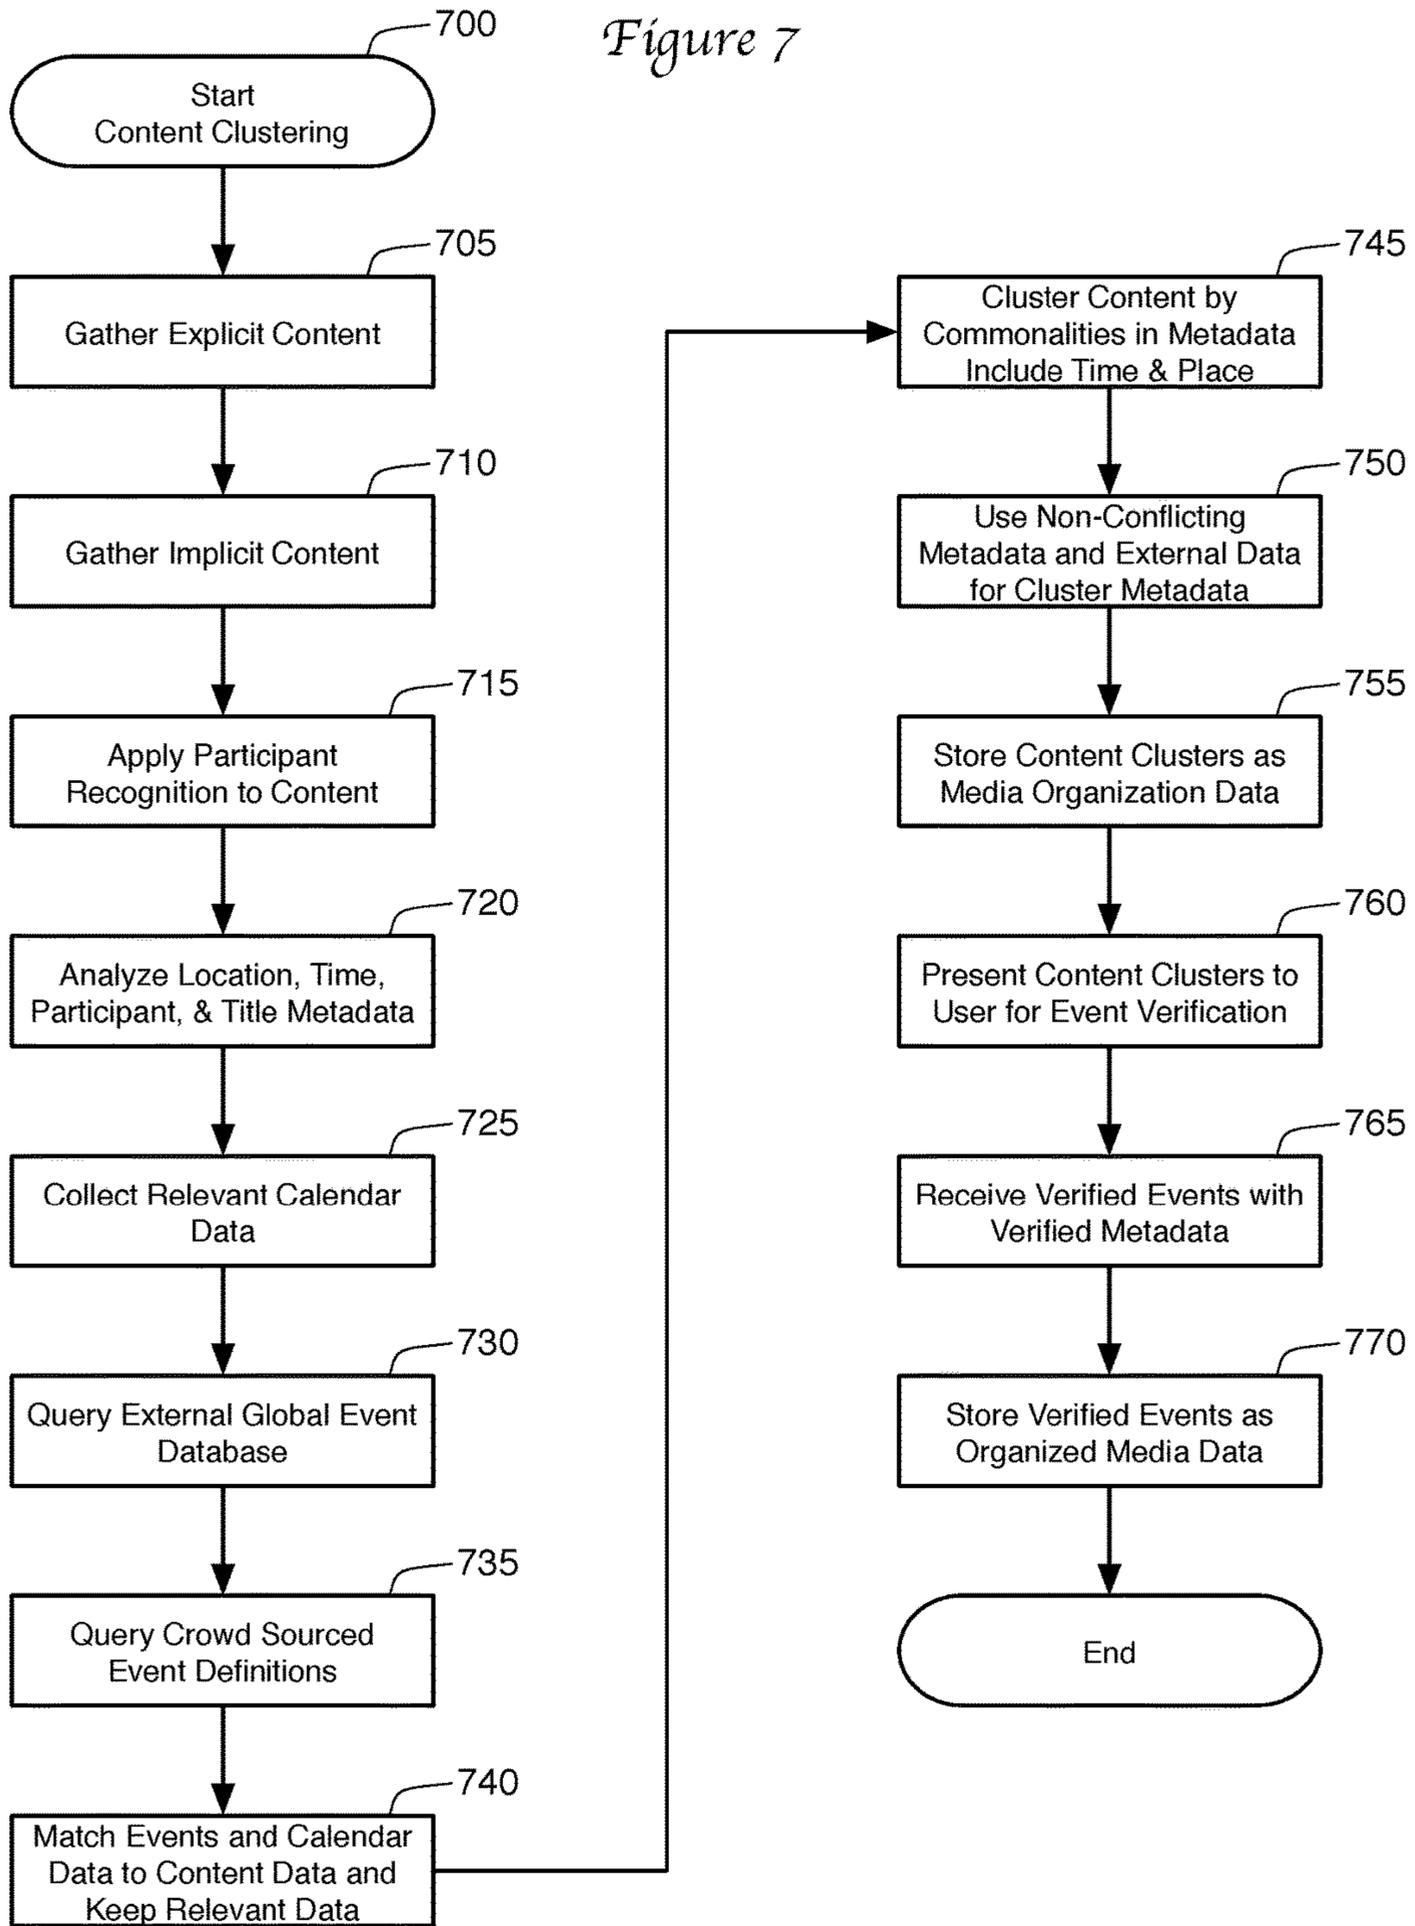 Figure 7
700
Start
Content Clustering
705
Gather Explicit Content
710
Gather Implicit Content
715
Apply Participant
Recognition to Content
720
Analyze Location, Time,
Participant, & Title Metadata
725
Collect Relevant Calendar
Data
730
Query External Global Event
Database
735
Query Crowd Sourced
Event Definitions
740
Match Events and Calendar
Data to Content Data and
Keep Relevant Data
745
Cluster Content by
Commonalities in Metadata
Include Time & Place
750
Use Non-Conflicting
Metadata and External Data
for Cluster Metadata
755
Store Content Clusters as
Media Organization Data
760
Present Content Clusters to
User for Event Verification
765
Receive Verified Events with
Verified Metadata
770
Store Verified Events as
Organized Media Data
End